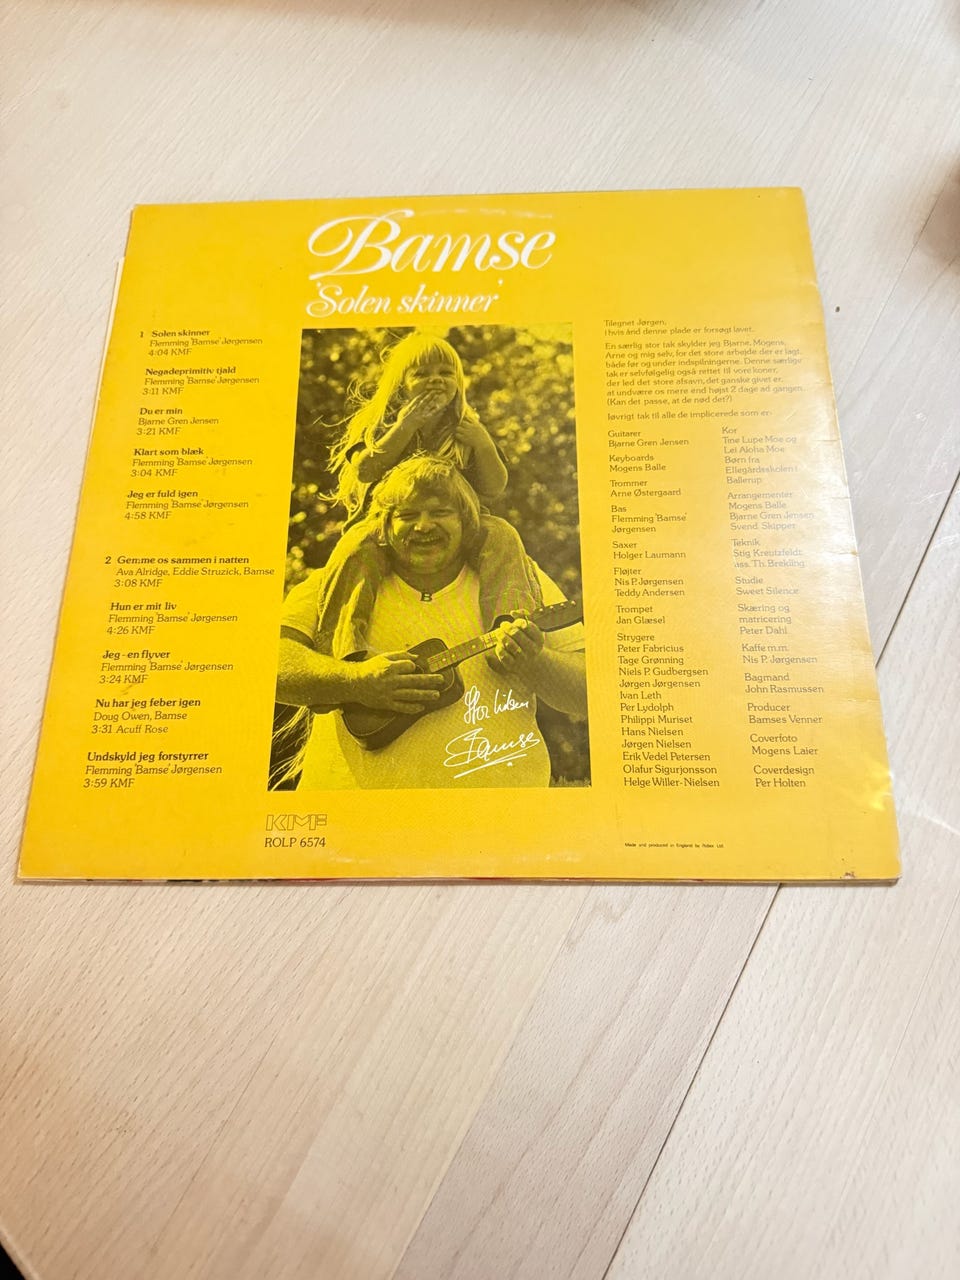 Bamse
'Solen skinner'
1 Solen skinner
Flemming 'Bamse' Jørgensen
4:04 KMF
Negødeprimitiv tjald
Flemming 'Bamse' Jørgensen
3:11 KMF
Du er min
Bjarne Gren Jensen
3:21 KMF
Klart som blæk
Flemming 'Bamse' Jørgensen
3:04 KMF
Jeg er fuld igen
Flemming 'Bamse' Jørgensen
4:58 KMF
2 Gemme os sammen i natten
Ava Alridge, Eddie Struzick, Bamse
3:08 KMF
Hun er mit liv
Flemming 'Bamse' Jørgensen
4:26 KMF
Jeg - en flyver
Flemming 'Bamse' Jørgensen
3:24 KMF
Nu har jeg feber igen
Doug Owen, Bamse
3:31 Acuff Rose
Undskyld jeg forstyrrer
Flemming 'Bamse' Jørgensen
3:59 KMF
B
Stor hilsen
Bamse
Tilegnet Jørgen,
i hvis ånd denne plade er forsøgt lavet.
En særlig stor tak skylder jeg Bjarne, Mogens,
Arne og mig selv, for det store arbejde der er lagt,
både før og under indspilningerne. Denne særlige
tak er selvfølgelig også rettet til vore koner,
der led det store afsavn, det ganske givet er,
at undvære os mere end højst 2 dage ad gangen.
(Kan det passe, at de nød det?)
Iøvrigt tak til alle de implicerede som er:
Guitarer
Bjarne Gren Jensen
Keyboards
Mogens Balle
Trommer
Arne Østergaard
Bas
Flemming 'Bamse'
Jørgensen
Saxer
Holger Laumann
Fløjter
Nis P. Jørgensen
Teddy Andersen
Trompet
Jan Glæsel
Strygere
Peter Fabricius
Tage Grønning
Niels P. Gudbergsen
Jørgen Jørgensen
Ivan Leth
Per Lydolph
Philippi Muriset
Hans Nielsen
Jørgen Nielsen
Erik Vedel Petersen
Olafur Sigurjonsson
Helge Willer-Nielsen
Kor
Tine Lupe Moe og
Lei Aloha Moe
Børn fra
Ellegårdsskolen i
Ballerup
Arrangementer
Mogens Balle
Bjarne Gren Jensen
Svend Skipper
Teknik
Stig Kreutzfeldt
ass. Th. Brekling
Studie
Sweet Silence
Skæring og
matricering
Peter Dahl
Kaffe m.m.
Nis P. Jørgensen
Bagmand
John Rasmussen
Producer
Bamses Venner
Coverfoto
Mogens Laier
Coverdesign
Per Holten
KMF
ROLP 6574
Made and produced in England by Robex Ltd.